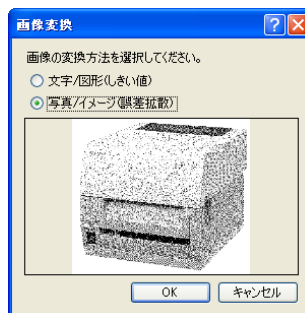 画像変換
画像の変換方法を選択してください。
文字/図形(しきい値)
写真/イメージ(誤差拡散)
OK
キャンセル